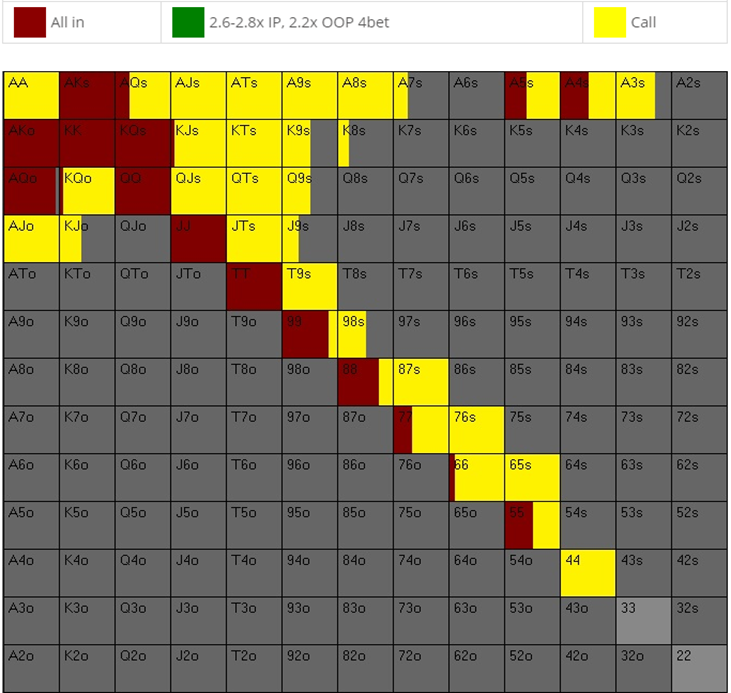 All in 2.6-2.8x IP, 2.2x OOP 4bet Call
AA AKs AQs AJs ATs A9s A8s A7s A6s A5s A4s A3s A2s
AKo KK KQs KJs KTs K9s K8s K7s K6s K5s K4s K3s K2s
AQo KQo QQ QJs QTs Q9s Q8s Q7s Q6s Q5s Q4s Q3s Q2s
AJo KJo QJo JJ JTs J9s J8s J7s J6s J5s J4s J3s J2s
ATo KTo QTo JTo TT T9s T8s T7s T6s T5s T4s T3s T2s
A9o K9o Q9o J9o T9o 99 98s 97s 96s 95s 94s 93s 92s
A8o K8o Q8o J8o T8o 98o 88 87s 86s 85s 84s 83s 82s
A7o K7o Q7o J7o T7o 97o 87o 77 76s 75s 74s 73s 72s
A6o K6o Q6o J6o T6o 96o 86o 76o 66 65s 64s 63s 62s
A5o K5o Q5o J5o T5o 95o 85o 75o 65o 55 54s 53s 52s
A4o K4o Q4o J4o T4o 94o 84o 74o 64o 54o 44 43s 42s
A3o K3o Q3o J3o T3o 93o 83o 73o 63o 53o 43o 33 32s
A2o K2o Q2o J2o T2o 92o 82o 72o 62o 52o 42o 32o 22